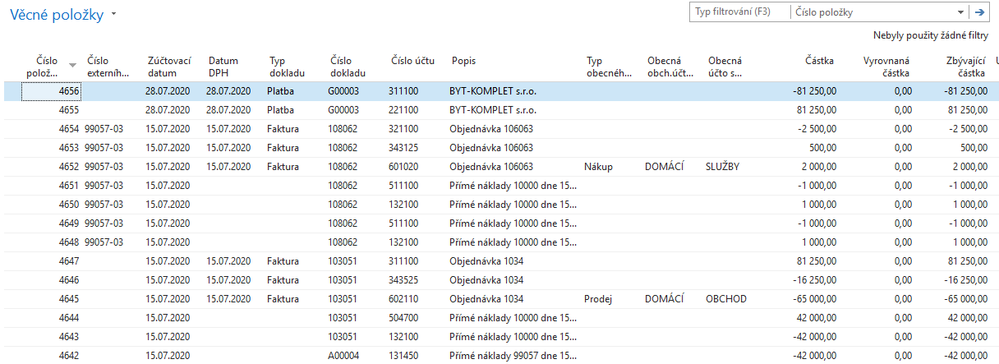 Věcné položky
Typ filtrování (F3) Číslo položky
Nebyly použity žádné filtry
Číslo polož... Číslo externíh... Zúčtovací datum Datum DPH Typ dokladu Číslo dokladu Číslo účtu Popis Typ obecného... Obecná obch.účt... Obecná účto s... Částka Vyrovnaná částka Zbývající částka
4656 28.07.2020 28.07.2020 Platba G00003 311100 BYT-KOMPLET s.r.o. -81 250,00 0,00 -81 250,00
4655 28.07.2020 28.07.2020 Platba G00003 221100 BYT-KOMPLET s.r.o. 81 250,00 0,00 81 250,00
4654 99057-03 15.07.2020 15.07.2020 Faktura 108062 321100 Objednávka 106063 -2 500,00 0,00 -2 500,00
4653 99057-03 15.07.2020 15.07.2020 Faktura 108062 343125 Objednávka 106063 500,00 0,00 500,00
4652 99057-03 15.07.2020 15.07.2020 Faktura 108062 601020 Objednávka 106063 Nákup DOMÁCÍ SLUŽBY 2 000,00 0,00 2 000,00
4651 99057-03 15.07.2020 108062 511100 Přímé náklady 10000 dne 15... -1 000,00 0,00 -1 000,00
4650 99057-03 15.07.2020 108062 132100 Přímé náklady 10000 dne 15... 1 000,00 0,00 1 000,00
4649 99057-03 15.07.2020 108062 511100 Přímé náklady 10000 dne 15... -1 000,00 0,00 -1 000,00
4648 99057-03 15.07.2020 108062 132100 Přímé náklady 10000 dne 15... 1 000,00 0,00 1 000,00
4647 15.07.2020 15.07.2020 Faktura 103051 311100 Objednávka 1034 81 250,00 0,00 81 250,00
4646 15.07.2020 15.07.2020 Faktura 103051 343525 Objednávka 1034 -16 250,00 0,00 -16 250,00
4645 15.07.2020 15.07.2020 Faktura 103051 602110 Objednávka 1034 Prodej DOMÁCÍ OBCHOD -65 000,00 0,00 -65 000,00
4644 15.07.2020 103051 504700 Přímé náklady 10000 dne 15... 42 000,00 0,00 42 000,00
4643 15.07.2020 103051 132100 Přímé náklady 10000 dne 15... -42 000,00 0,00 -42 000,00
4642 15.07.2020 A00004 131450 Přímé náklady 99057 dne 15... -42 000,00 0,00 -42 000,00